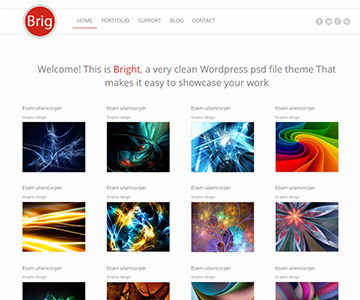 Brig
HOME PORTFOLIO SUPPORT BLOG CONTACT
Welcome! This is Bright, a very clean Wordpress psd file theme That
makes it easy to showcase your work
Etiam ullamcorper Etiam ullamcorper Etiam ullamcorper Etiam ullamcorper
Graphic design Graphic design Graphic design Graphic design
Etiam ullamcorper Etiam ullamcorper Etiam ullamcorper Etiam ullamcorper
Graphic design Graphic design Graphic design Graphic design
Etiam ullamcorper Etiam ullamcorper Etiam ullamcorper Etiam ullamcorper
Graphic design Graphic design Graphic design Graphic design